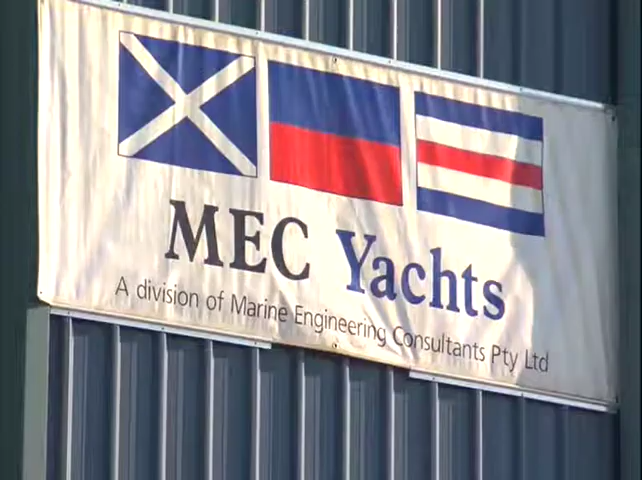 MEC Yachts
A division of Marine Engineering Consultants Pty Ltd